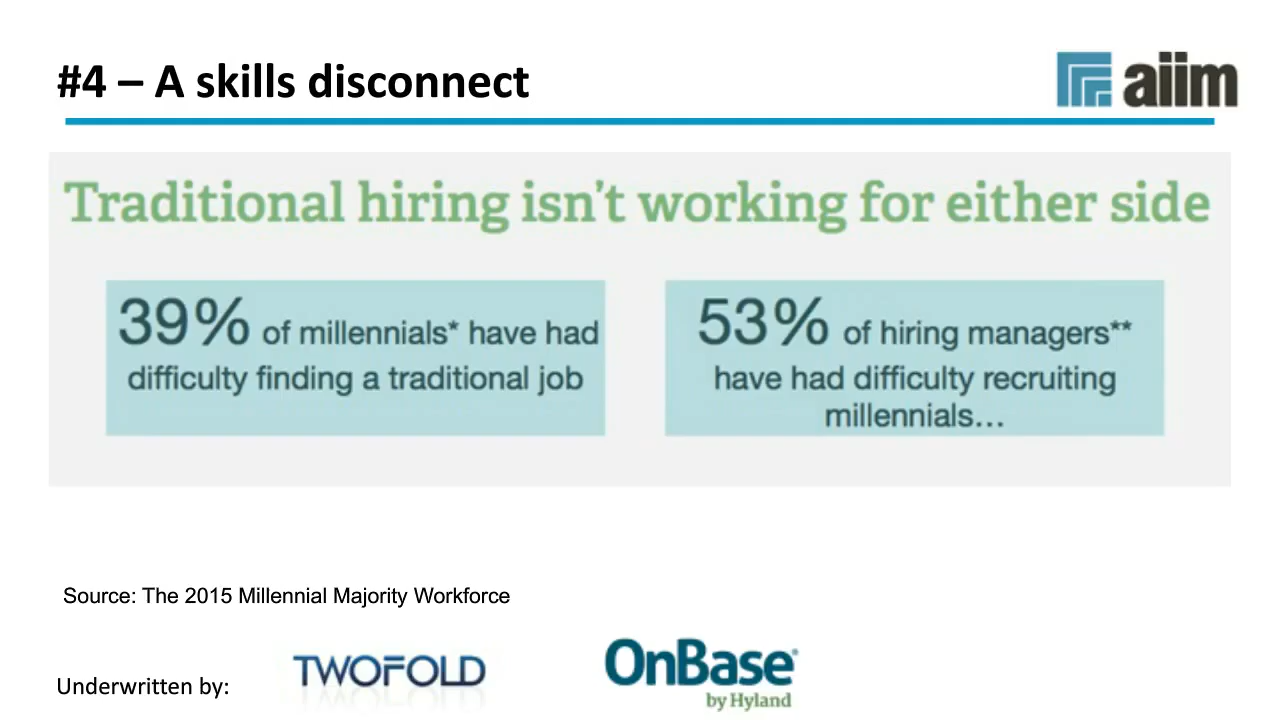 #4 – A skills disconnect
aiim
Traditional hiring isn't working for either side
39% of millennials* have had
difficulty finding a traditional job
53% of hiring managers**
have had difficulty recruiting
millennials…
Source: The 2015 Millennial Majority Workforce
Underwritten by:
TWOFOLD
OnBase®
by Hyland